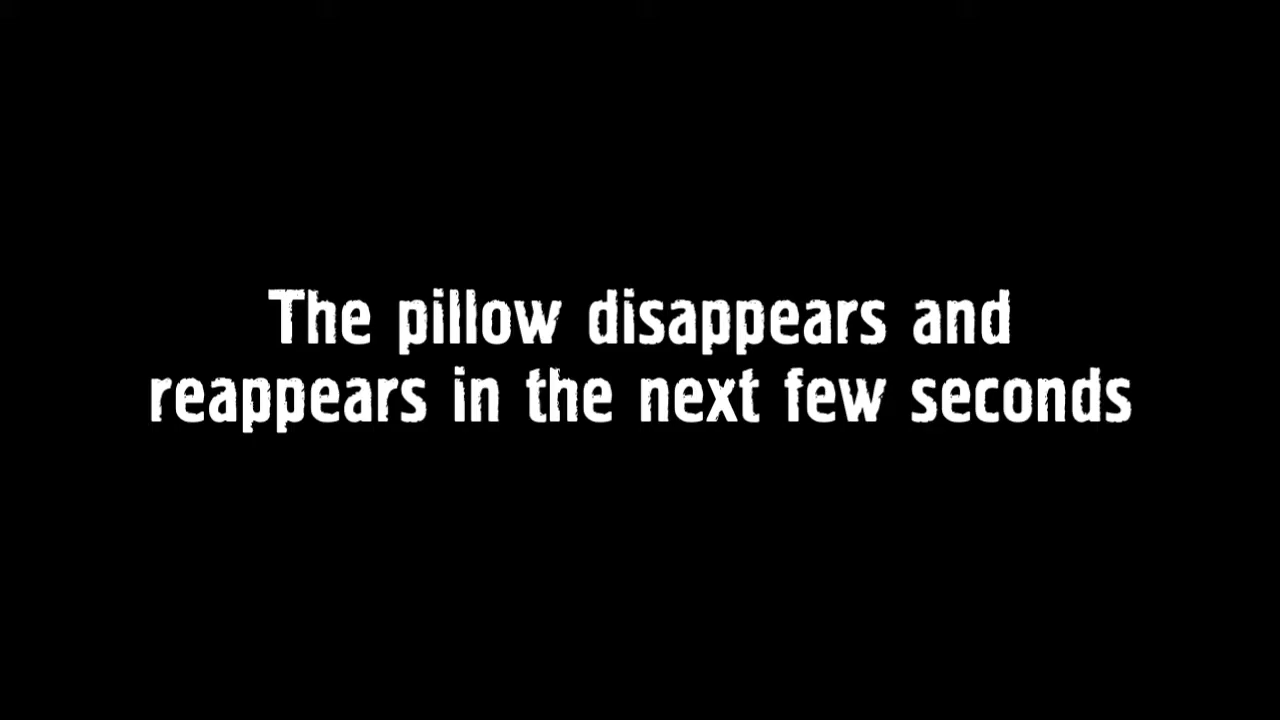 The pillow disappears and
reappears in the next few seconds